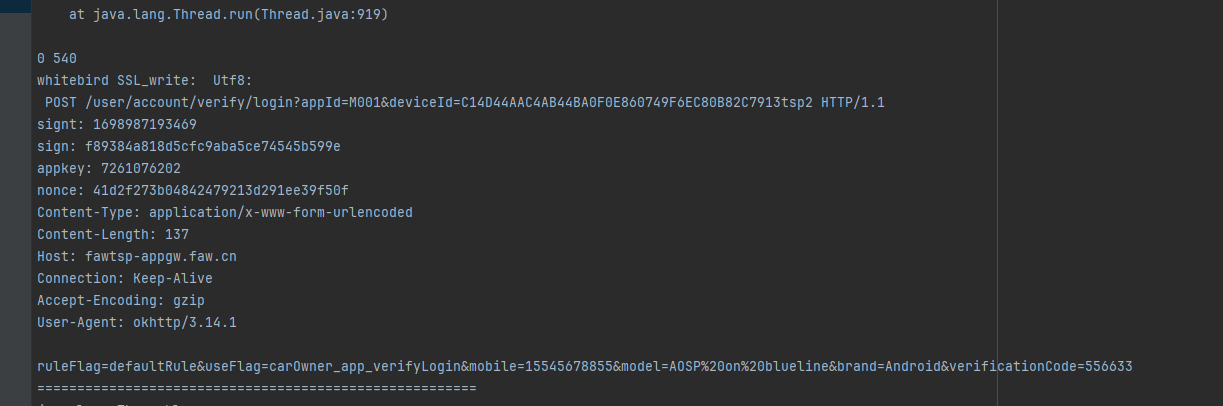 at java.lang.Thread.run(Thread.java:919)
0 540
whitebird SSL_write:  Utf8:
POST /user/account/verify/login?appId=M001&deviceId=C14D44AAC4AB44BA0F0E860749F6EC80B82C7913tsp2 HTTP/1.1
signt: 1698987193469
sign: f89384a818d5cfc9aba5ce74545b599e
appkey: 7261076202
nonce: 41d2f273b04842479213d291ee39f50f
Content-Type: application/x-www-form-urlencoded
Content-Length: 137
Host: fawtsp-appgw.faw.cn
Connection: Keep-Alive
Accept-Encoding: gzip
User-Agent: okhttp/3.14.1
ruleFlag=defaultRule&useFlag=carOwner_app_verifyLogin&mobile=15545678855&model=AOSP%20on%20blueline&brand=Android&verificationCode=556633
=======================================================